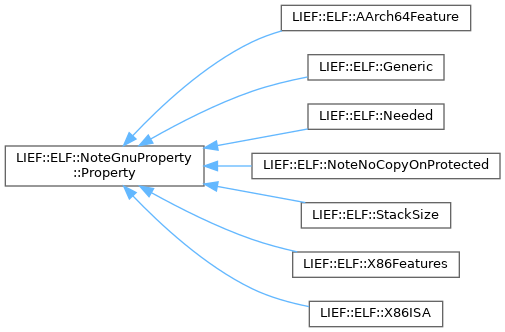 LIEF::ELF::AArch64Feature
LIEF::ELF::Generic
LIEF::ELF::Needed
LIEF::ELF::NoteGnuProperty
::Property
LIEF::ELF::NoteNoCopyOnProtected
LIEF::ELF::StackSize
LIEF::ELF::X86Features
LIEF::ELF::X86ISA